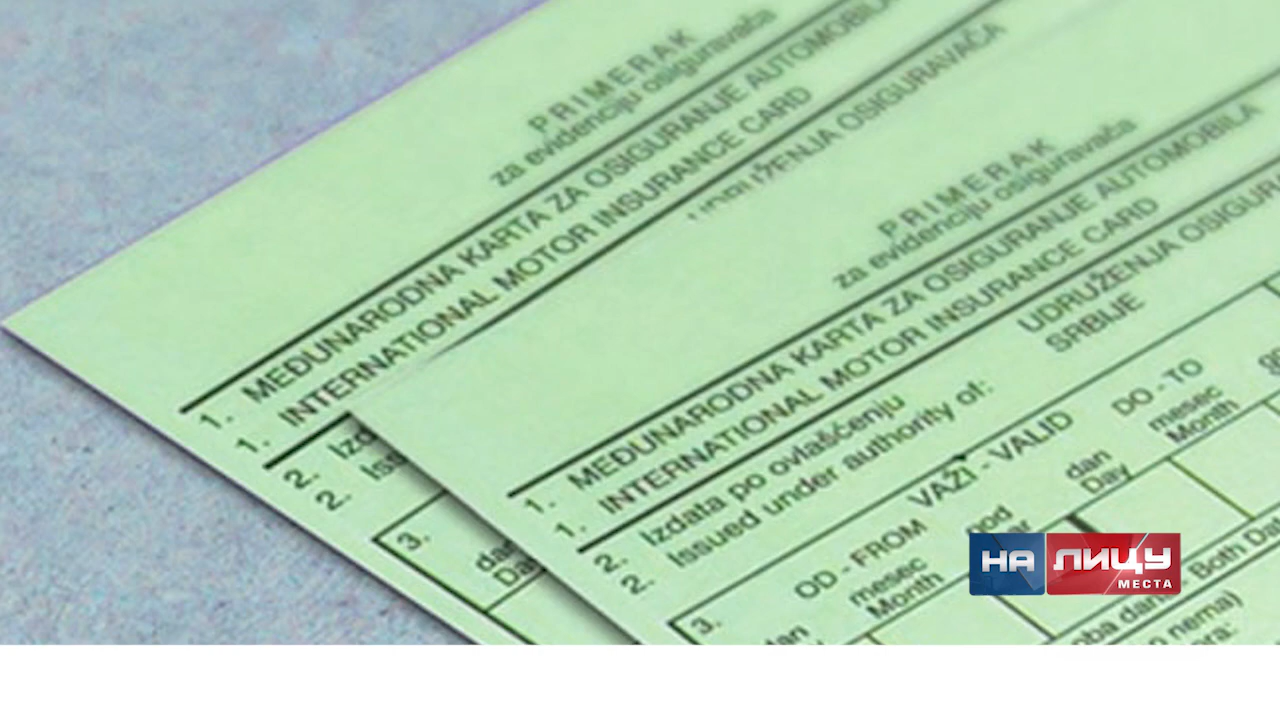 PRIMERAK
za evidenciju osiguravača
1. MEĐUNARODNA KARTA ZA OSIGURANJE AUTOMOBILA
1. INTERNATIONAL MOTOR INSURANCE CARD
UDRUŽENJA OSIGURAVAČA
2.
2.
3.
PRIMERAK
za evidenciju osiguravača
1. MEĐUNARODNA KARTA ZA OSIGURANJE AUTOMOBILA
1. INTERNATIONAL MOTOR INSURANCE CARD
2. Izdata po ovlašćenju
2. Issued under authority of:
UDRUŽENJA
SRBIJE
3.
VAŽI - VALID
OD - FROM
DO - TO
mesec
Month
dan
Day
mesec
Month
Both
nema)
НА ЛИЦУ
МЕСТА